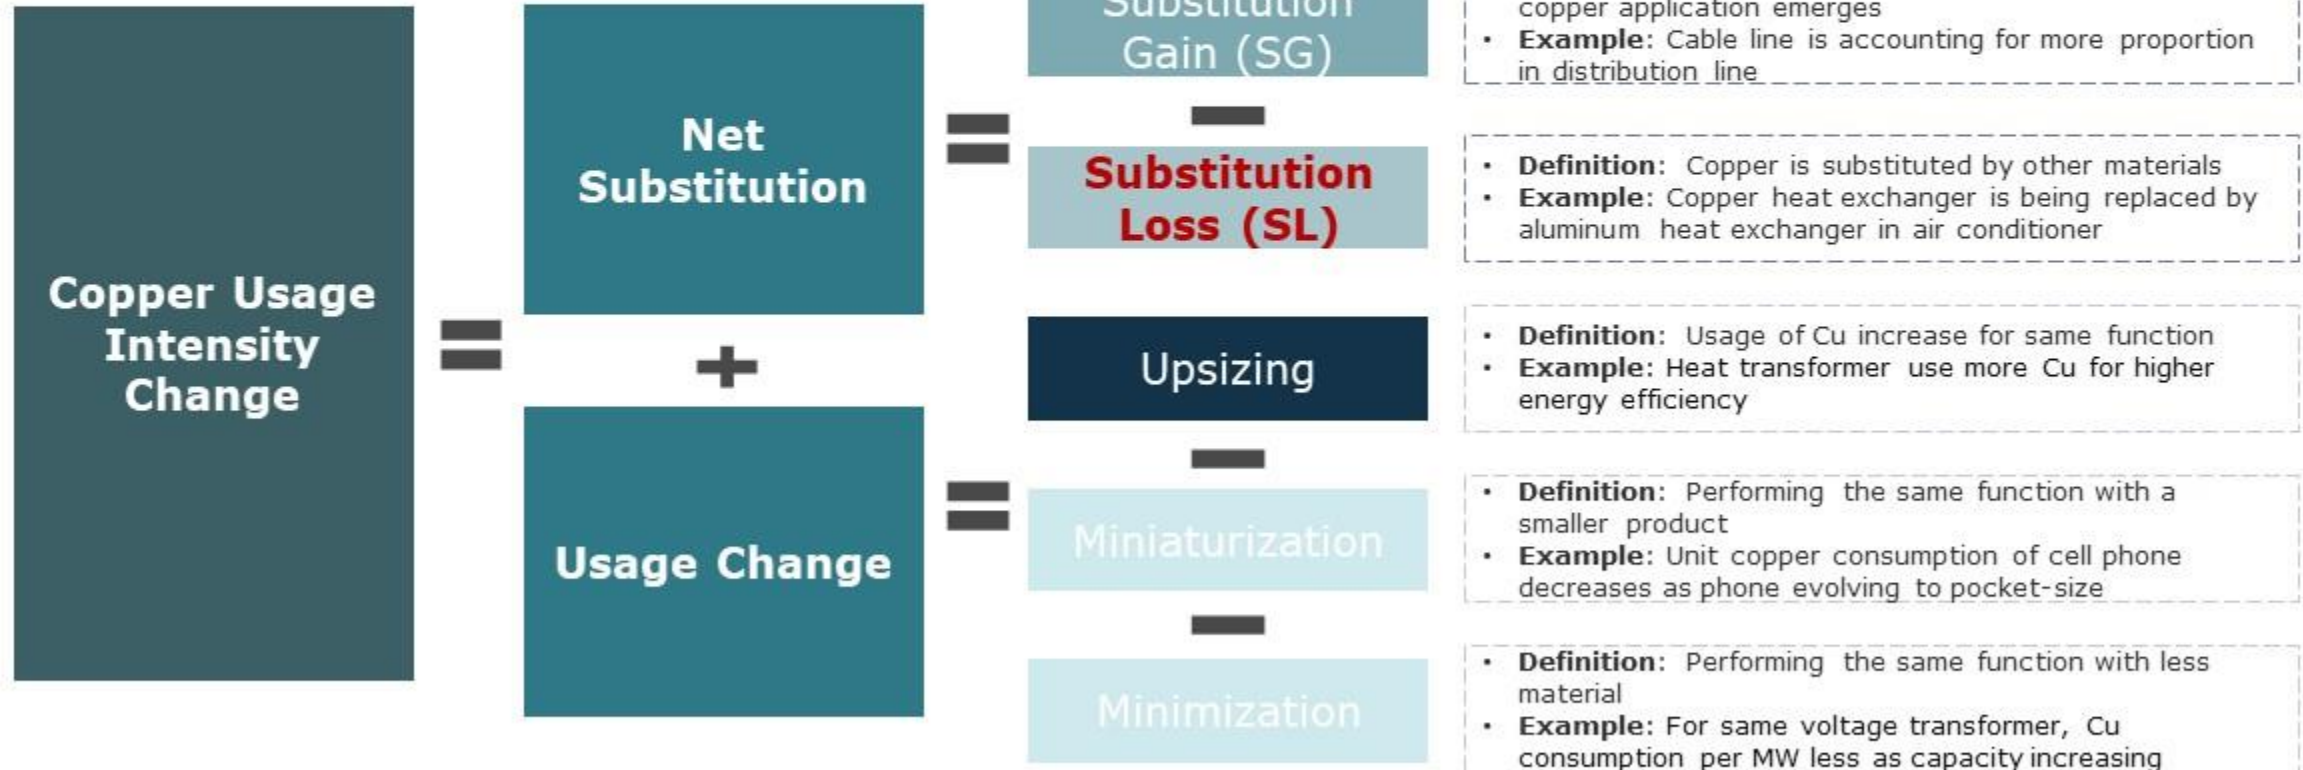 Copper Usage
Intensity
Change
Net
Substitution
Usage Change
Substitution
Gain (SG)
copper application emerges
• Example: Cable line is accounting for more proportion
in distribution line
Substitution
Loss (SL)
• Definition: Copper is substituted by other materials
• Example: Copper heat exchanger is being replaced by
aluminum heat exchanger in air conditioner
Upsizing
• Definition: Usage of Cu increase for same function
• Example: Heat transformer use more Cu for higher
energy efficiency
Miniaturization
• Definition: Performing the same function with a
smaller product
• Example: Unit copper consumption of cell phone
decreases as phone evolving to pocket-size
Minimization
• Definition: Performing the same function with less
material
• Example: For same voltage transformer, Cu
consumption per MW less as capacity increasing